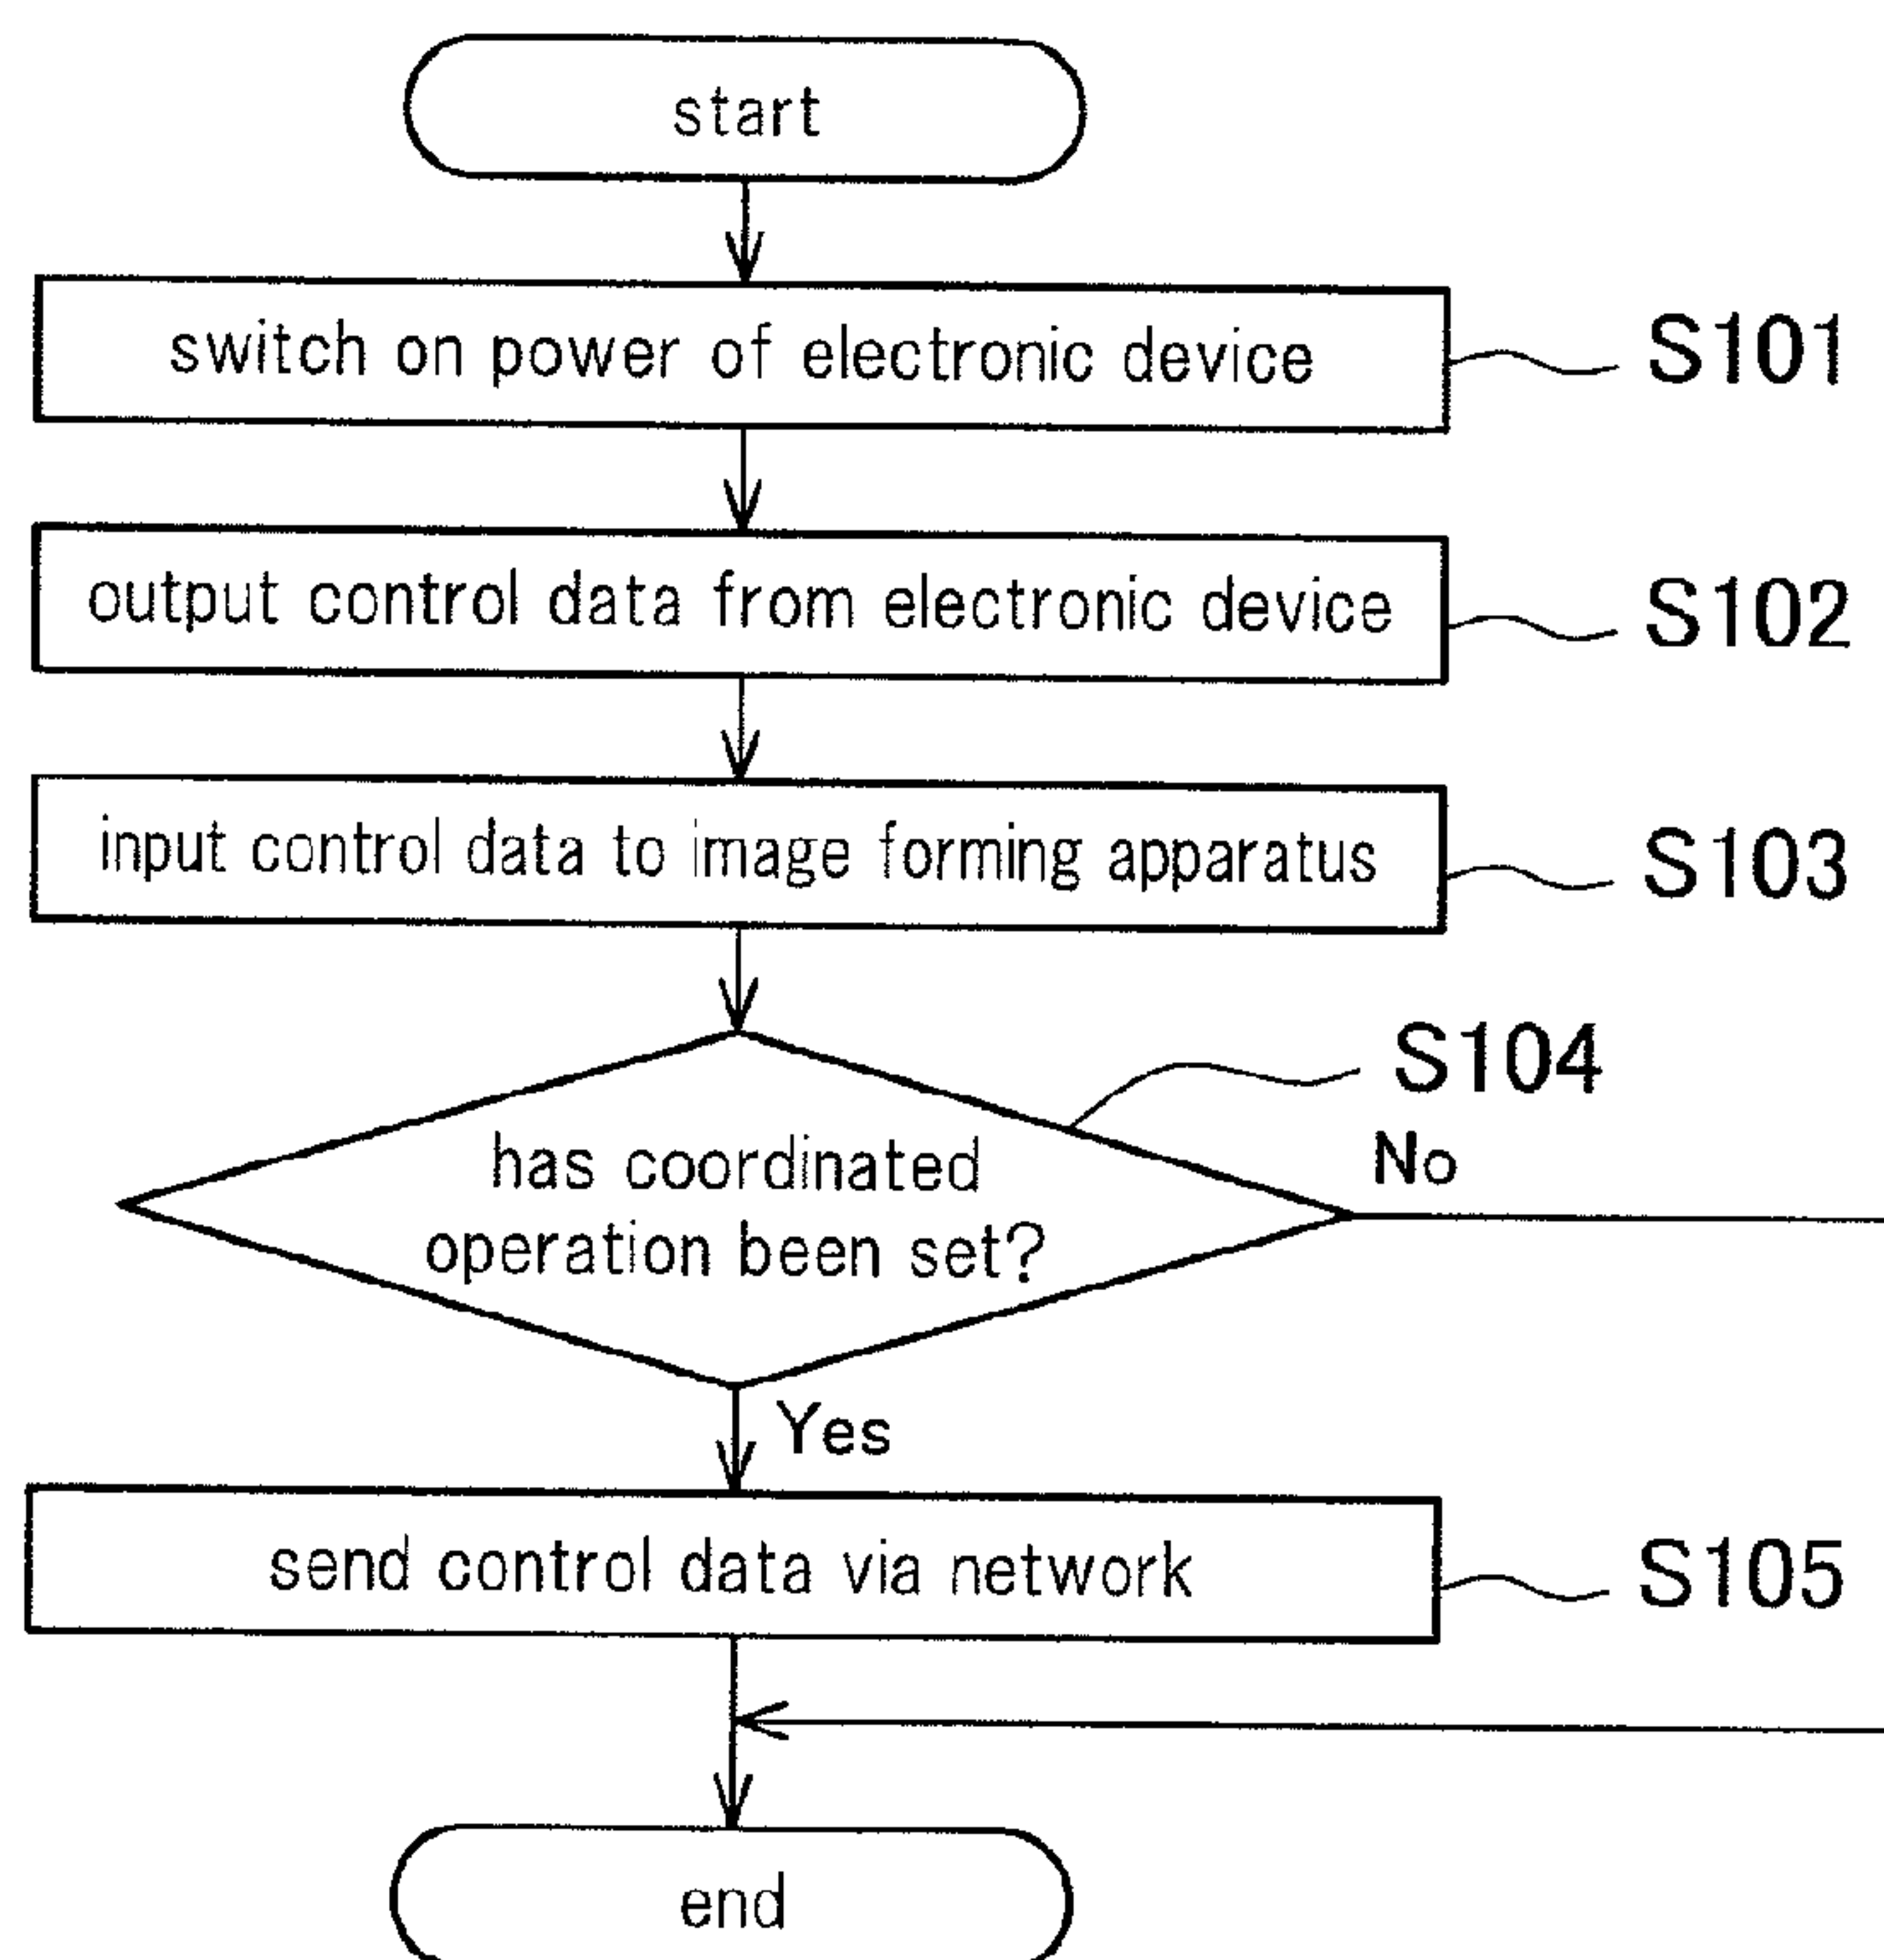 start
switch on power of electronic device
S101
output control data from electronic device
S102
input control data to image forming apparatus
S103
S104
has coordinated
operation been set?
No
Yes
send control data via network
S105
end